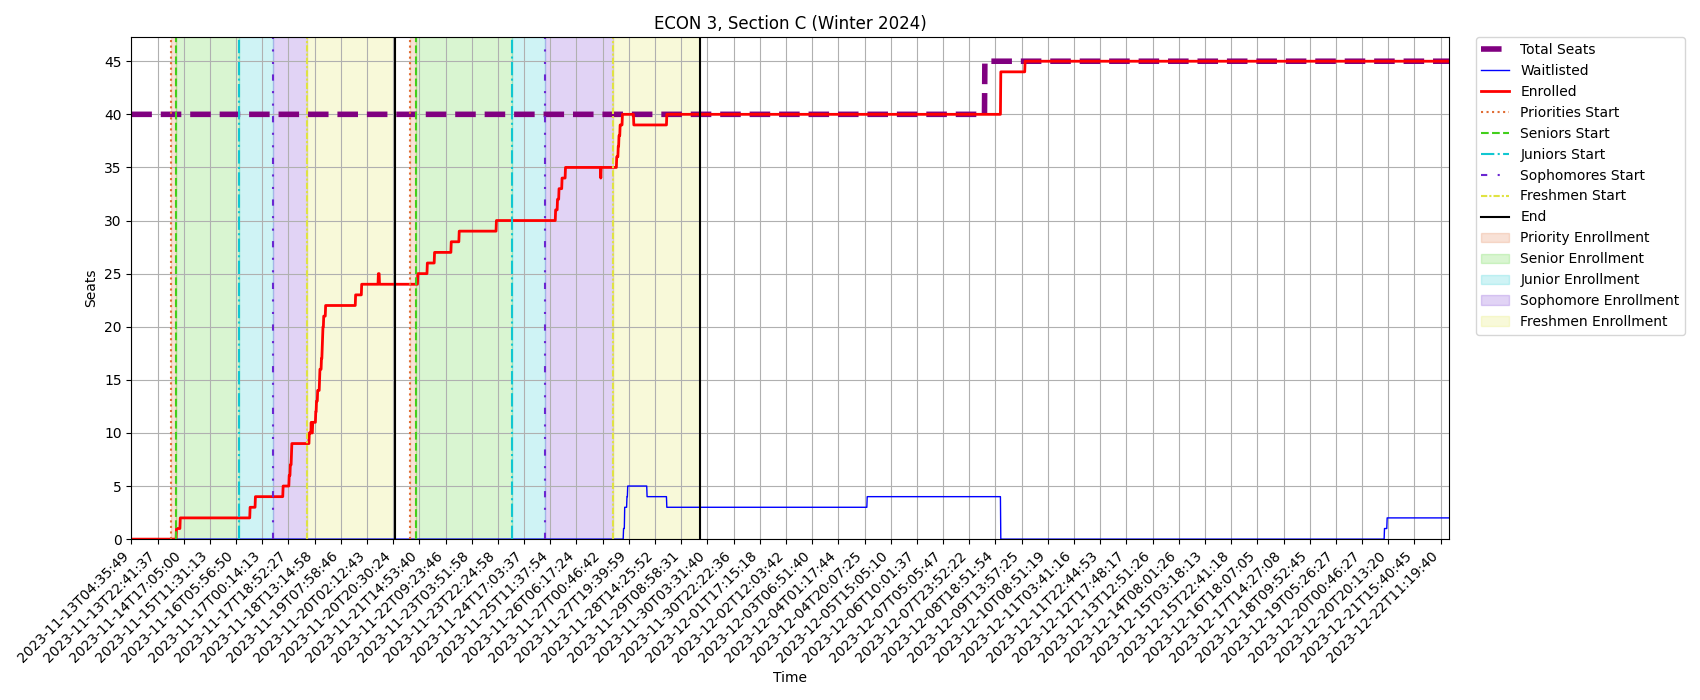 ECON 3, Section C (Winter 2024)
Seats
45
40
35
30
25
20
15
10
5
0
2023-11-13T04:35:49
2023-11-13T22:41:37
2023-11-14T17:05:00
2023-11-15T11:31:13
2023-11-16T05:56:50
2023-11-17T00:14:13
2023-11-17T18:52:27
2023-11-18T13:14:58
2023-11-19T07:58:46
2023-11-20T02:12:43
2023-11-20T20:30:24
2023-11-21T14:53:40
2023-11-22T09:23:46
2023-11-23T03:51:58
2023-11-23T22:24:58
2023-11-24T17:03:37
2023-11-25T11:37:54
2023-11-26T06:17:24
2023-11-27T00:46:42
2023-11-27T19:39:59
2023-11-28T14:25:52
2023-11-29T08:58:31
2023-11-30T03:31:40
2023-11-30T22:22:36
2023-12-01T17:15:18
2023-12-02T12:03:42
2023-12-03T06:51:40
2023-12-04T01:17:44
2023-12-04T20:07:25
2023-12-05T15:05:10
2023-12-06T10:01:37
2023-12-07T05:05:47
2023-12-07T23:52:22
2023-12-08T18:51:54
2023-12-09T13:57:25
2023-12-10T08:51:19
2023-12-11T03:41:16
2023-12-11T22:44:53
2023-12-12T17:48:17
2023-12-13T12:51:26
2023-12-14T08:01:26
2023-12-15T03:18:13
2023-12-15T22:41:18
2023-12-16T18:07:05
2023-12-17T14:27:08
2023-12-18T09:52:45
2023-12-19T05:26:27
2023-12-20T00:46:27
2023-12-20T20:13:20
2023-12-21T15:40:45
2023-12-22T11:19:40
Time
Total Seats
Waitlisted
Enrolled
Priorities Start
Seniors Start
Juniors Start
Sophomores Start
Freshmen Start
End
Priority Enrollment
Senior Enrollment
Junior Enrollment
Sophomore Enrollment
Freshmen Enrollment